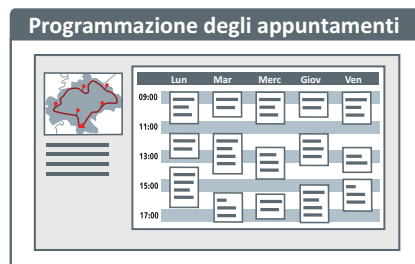 Programmazione degli appuntamenti
Lun Mar Merc Giov Ven
09:00
11:00
13:00
15:00
17:00